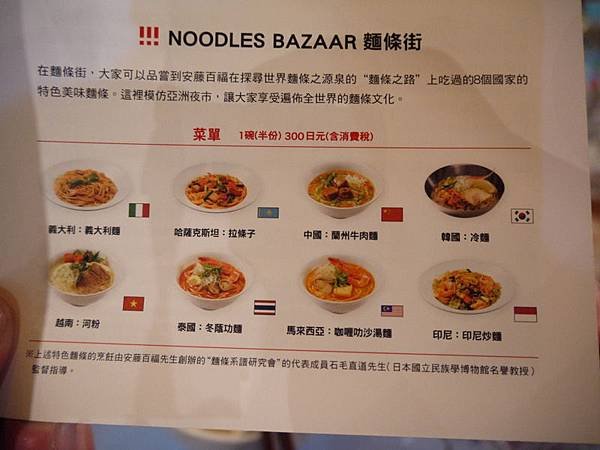 !!! NOODLES BAZAAR 麵條街
在麵條街，大家可以品嘗到安藤百福在探尋世界麵條之源泉的“麵條之路”上吃過的8個國家的
特色美味麵條。這裡模仿亞洲夜市，讓大家享受遍佈全世界的麵條文化。
菜單 1碗(半份) 300日元(含消費稅)
義大利：義大利麵
哈薩克斯坦：拉條子
中國：蘭州牛肉麵
韓國：冷麵
越南：河粉
泰國：冬蔭功麵
馬來西亞：咖喱叻沙湯麵
印尼：印尼炒麵
※上述特色麵條的烹飪由安藤百福先生創辦的“麵條系譜研究會”的代表成員石毛直道先生(日本國立民族學博物館名譽教授)
監督指導。